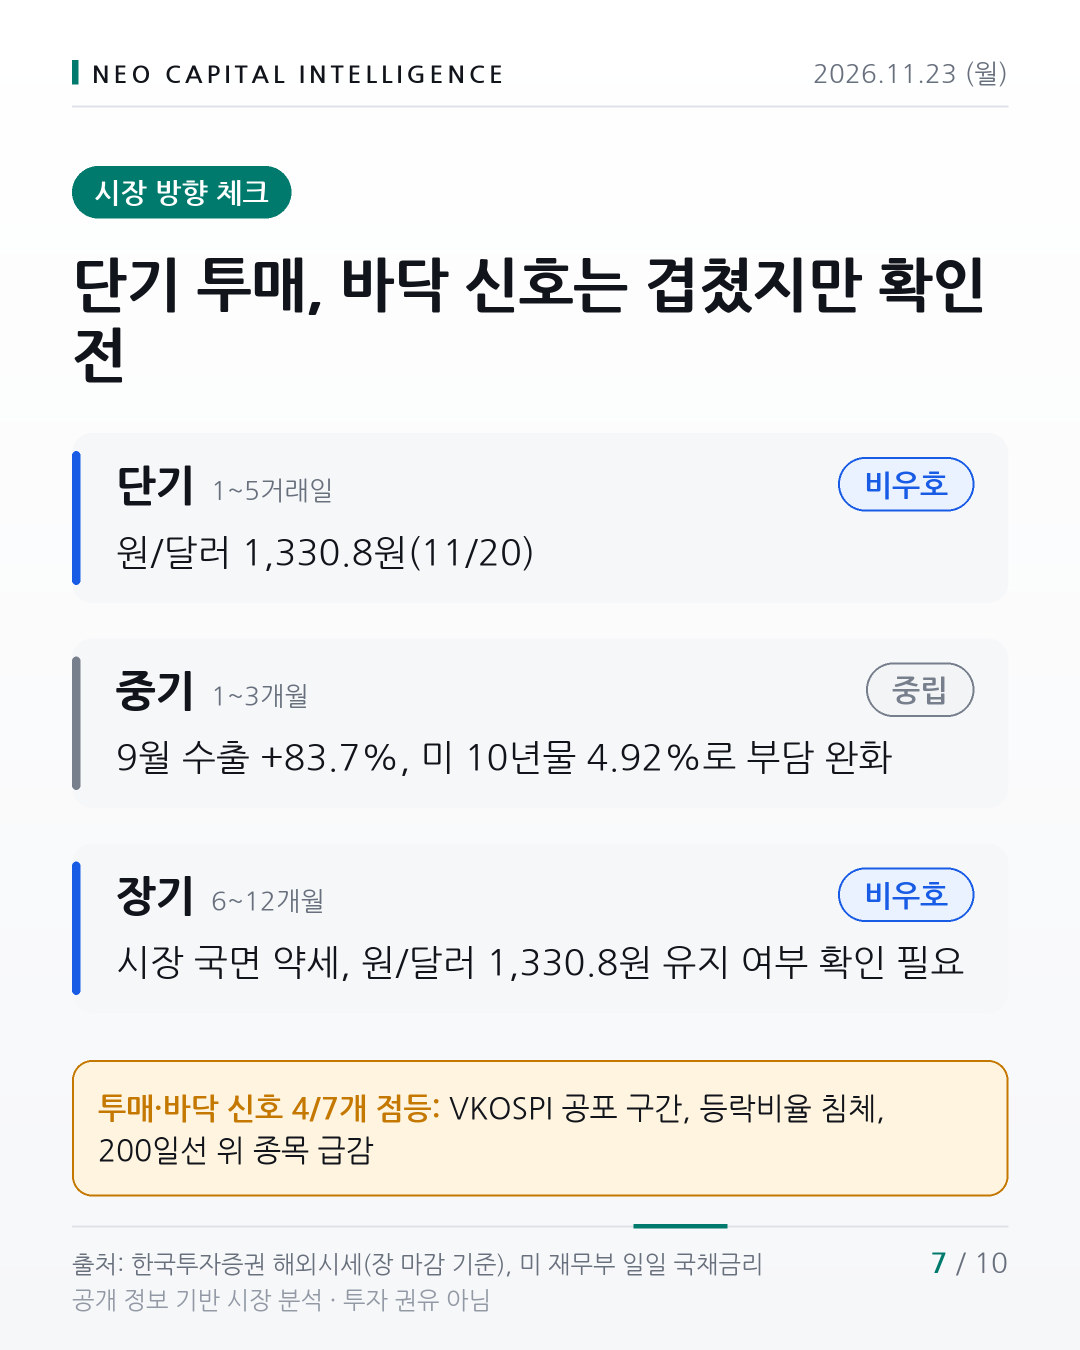 NEO CAPITAL INTELLIGENCE
2026.11.23 (월)
시장 방향 체크
단기 투매, 바닥 신호는 겹쳤지만 확인
전
단기 1~5거래일
비우호
원/달러 1,330.8원(11/20)
중기 1~3개월
중립
9월 수출 +83.7%, 미 10년물 4.92%로 부담 완화
장기 6~12개월
비우호
시장 국면 약세, 원/달러 1,330.8원 유지 여부 확인 필요
투매·바닥 신호 4/7개 점등: VKOSPI 공포 구간, 등락비율 침체,
200일선 위 종목 급감
출처: 한국투자증권 해외시세(장 마감 기준), 미 재무부 일일 국채금리
7 / 10
공개 정보 기반 시장 분석 · 투자 권유 아님